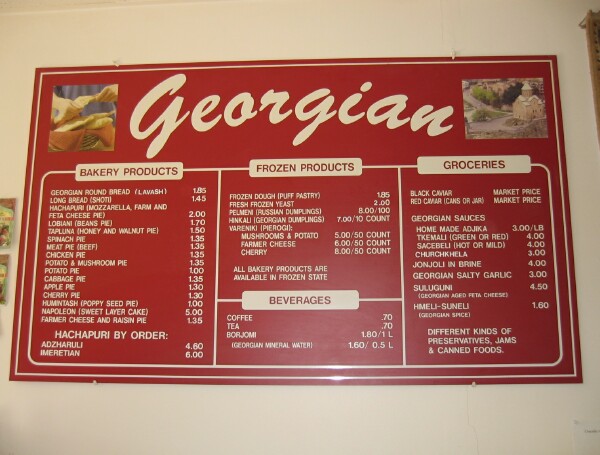 Georgian
BAKERY PRODUCTS
GEORGIAN ROUND BREAD (LAVASH) 1.85
LONG BREAD (SHOTI) 1.45
HACHAPURI (MOZZARELLA, FARM AND
FETA CHEESE PIE) 2.00
LOBIANI (BEANS PIE) 1.70
TAPLUNA (HONEY AND WALNUT PIE) 1.50
SPINACH PIE 1.35
MEAT PIE (BEEF) 1.35
CHICKEN PIE 1.35
POTATO & MUSHROOM PIE 1.35
POTATO PIE 1.00
CABBAGE PIE 1.35
APPLE PIE 1.30
CHERRY PIE 1.30
HUMINTASH (POPPY SEED PIE) 1.00
NAPOLEON (SWEET LAYER CAKE) 5.00
FARMER CHEESE AND RAISIN PIE 1.35
HACHAPURI BY ORDER:
ADZHARULI 4.60
IMERETIAN 6.00
FROZEN PRODUCTS
FROZEN DOUGH (PUFF PASTRY) 1.85
FRESH FROZEN YEAST 2.00
PELMENI (RUSSIAN DUMPLINGS) 8.00/100
HINKALI (GEORGIAN DUMPLINGS) 7.00/10 COUNT
VARENIKI (PIEROGI):
MUSHROOMS & POTATO 5.00/50 COUNT
FARMER CHEESE 6.00/50 COUNT
CHERRY 8.00/50 COUNT
ALL BAKERY PRODUCTS ARE
AVAILABLE IN FROZEN STATE
BEVERAGES
COFFEE .70
TEA .70
BORJOMI 1.80/1 L
(GEORGIAN MINERAL WATER) 1.60/ 0.5 L
GROCERIES
BLACK CAVIAR MARKET PRICE
RED CAVIAR (CANS OR JAR) MARKET PRICE
GEORGIAN SAUCES
HOME MADE ADJIKA 3.00/LB
TKEMALI (GREEN OR RED) 4.00
SACEBELI (HOT OR MILD) 4.00
CHURCHKHELA 3.00
JONJOLI IN BRINE 4.00
GEORGIAN SALTY GARLIC 3.00
SULUGUNI 4.50
(GEORGIAN AGED FETA CHEESE)
HMELI-SUNELI 1.60
(GEORGIAN SPICE)
DIFFERENT KINDS OF
PRESERVATIVES, JAMS
& CANNED FOODS.